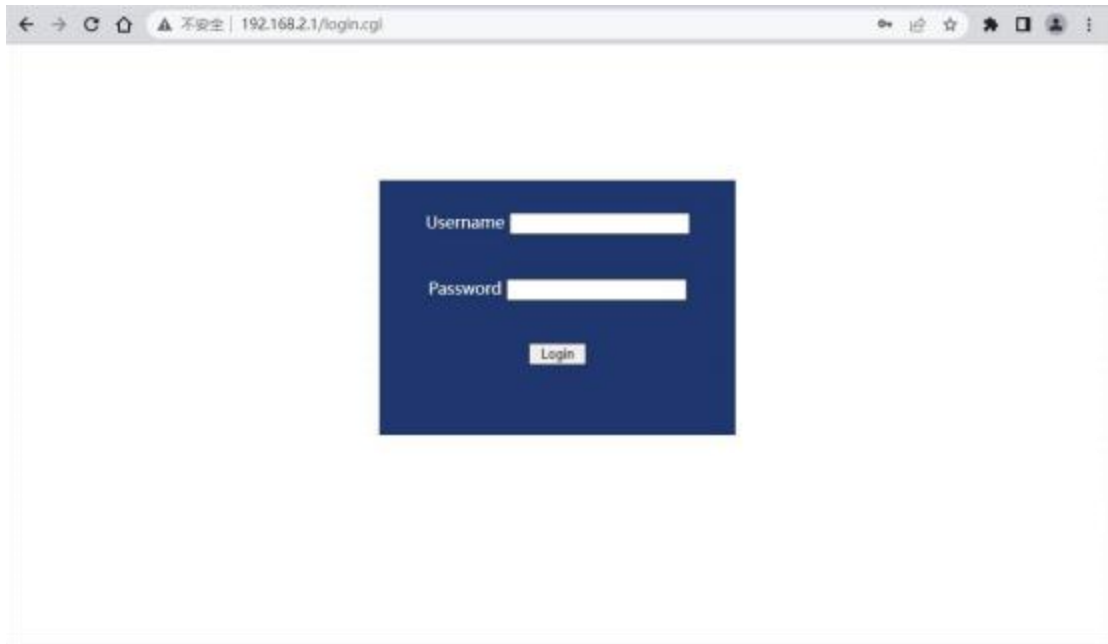 不安全 | 192.168.2.1/login.cgi
Username
Password
Login